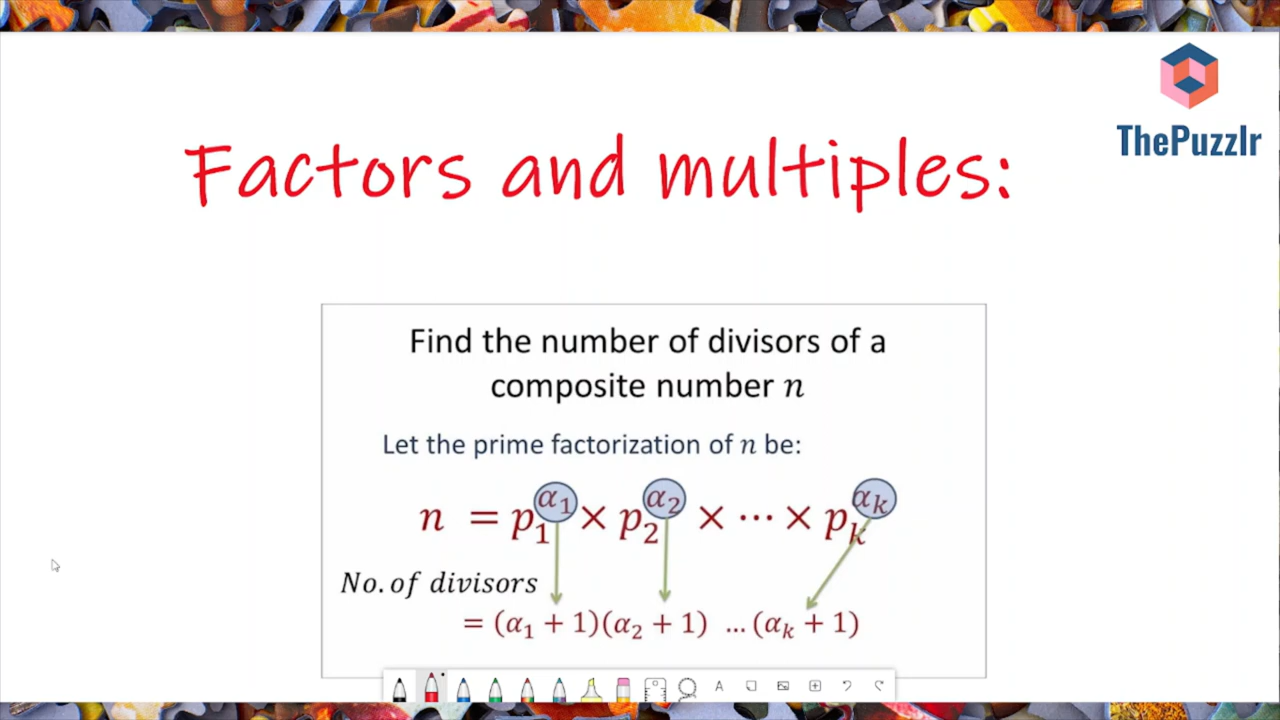 ThePuzzlr
Factors and multiples:
Find the number of divisors of a
composite number n
Let the prime factorization of n be:
n = p₁^α₁ × p₂^α₂ × ⋯ × pₖ^αₖ
No. of divisors
= (α₁ + 1)(α₂ + 1) …(αₖ + 1)
A